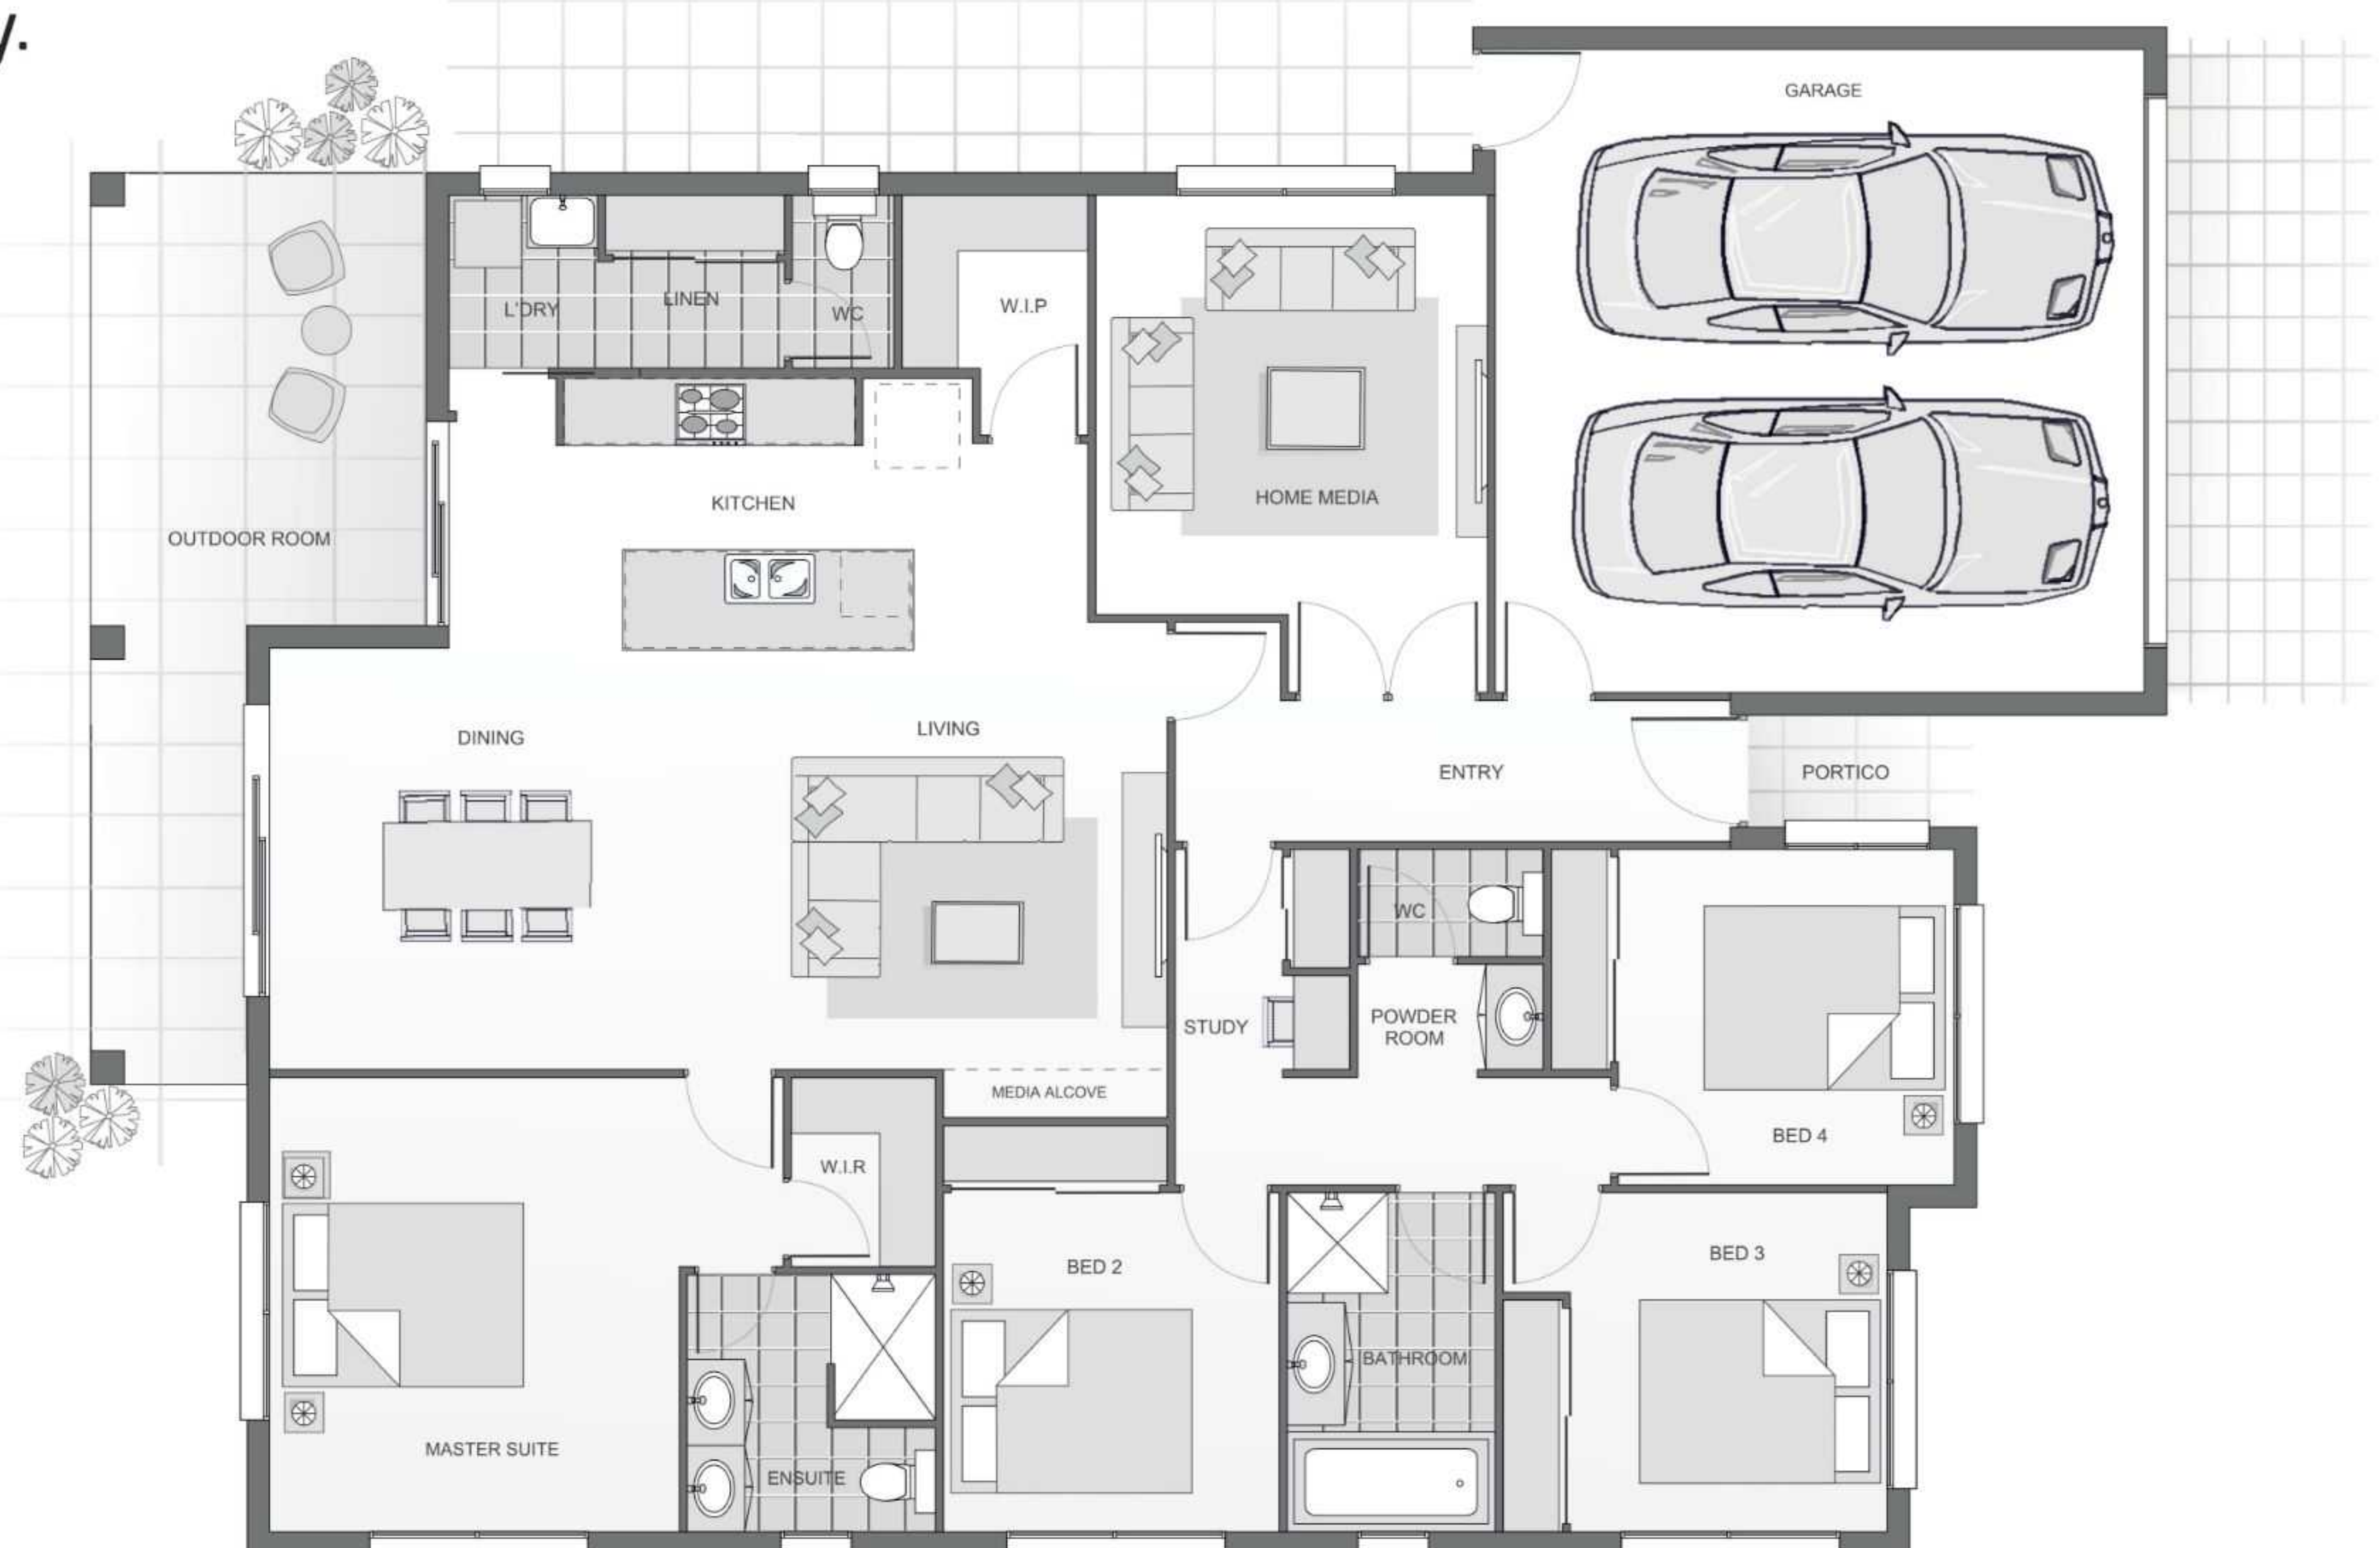 y.
GARAGE
L'DRY
LINEN
WC
W.I.P
HOME MEDIA
KITCHEN
OUTDOOR ROOM
DINING
LIVING
ENTRY
PORTICO
WC
STUDY
POWDER
ROOM
MEDIA ALCOVE
BED 4
W.I.R
BED 2
BED 3
BATHROOM
MASTER SUITE
ENSUITE